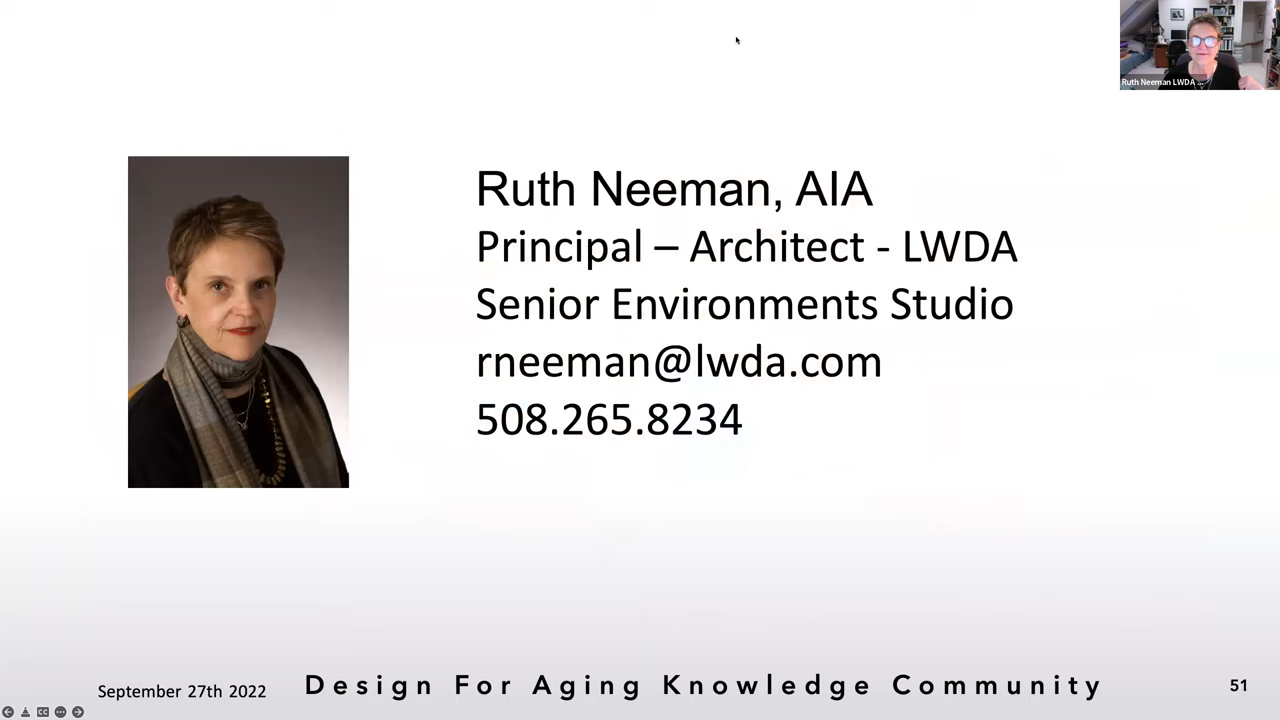 Ruth Neeman LWDA ...
Ruth Neeman, AIA
Principal – Architect - LWDA
Senior Environments Studio
rneeman@lwda.com
508.265.8234
September 27th 2022
Design For Aging Knowledge Community
51
CC